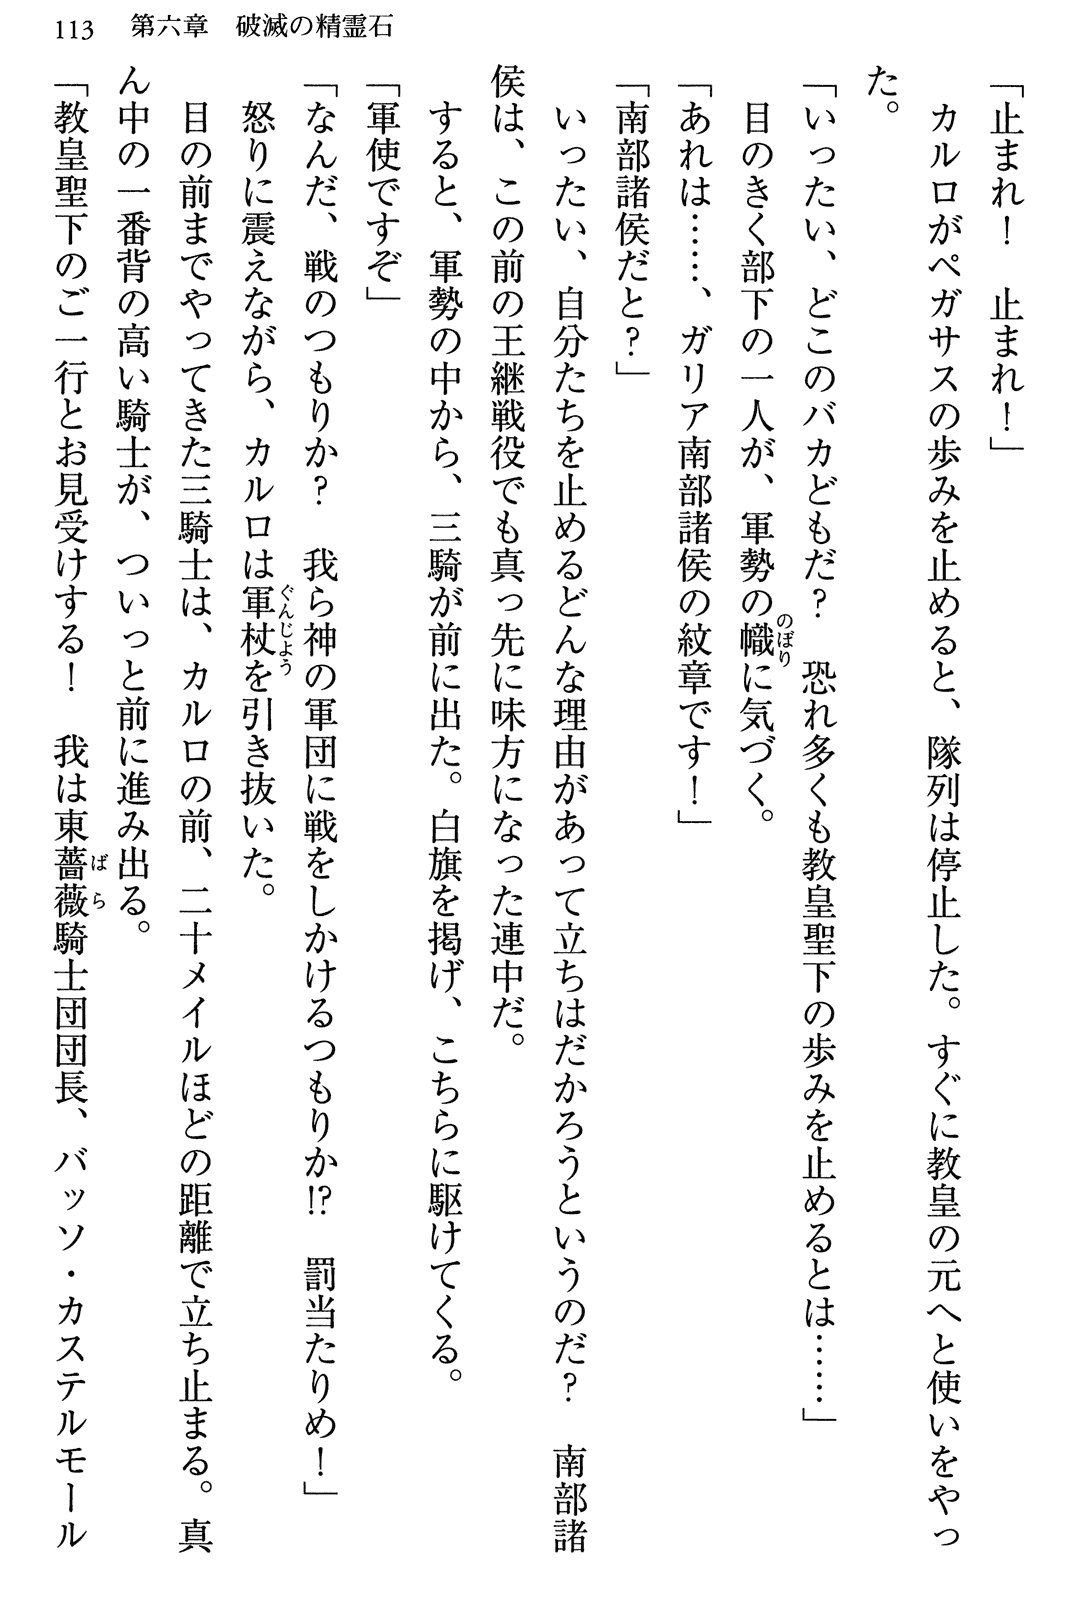 113　第六章　破滅の精霊石
「止まれ！　止まれ！」
　カルロがペガサスの歩みを止めると、隊列は停止した。すぐに教皇の元へと使いをやっ
た。
「いったい、どこのバカどもだ？　恐れ多くも教皇聖下の歩みを止めるとは……」
　目のきく部下の一人が、軍勢の幟に気づく。
のぼり
「あれは……、ガリア南部諸侯の紋章です！」
「南部諸侯だと？」
　いったい、自分たちを止めるどんな理由があって立ちはだかろうというのだ？　南部諸
侯は、この前の王継戦役でも真っ先に味方になった連中だ。
　すると、軍勢の中から、三騎が前に出た。白旗を掲げ、こちらに駆けてくる。
「軍使ですぞ」
「なんだ、戦のつもりか？　我ら神の軍団に戦をしかけるつもりか!?　罰当たりめ！」
　怒りに震えながら、カルロは軍杖を引き抜いた。
ぐんじょう
　目の前までやってきた三騎士は、カルロの前、二十メイルほどの距離で立ち止まる。真
ん中の一番背の高い騎士が、ついっと前に進み出る。
「教皇聖下のご一行とお見受けする！　我は東薔薇騎士団団長、バッソ・カステルモール
ばら